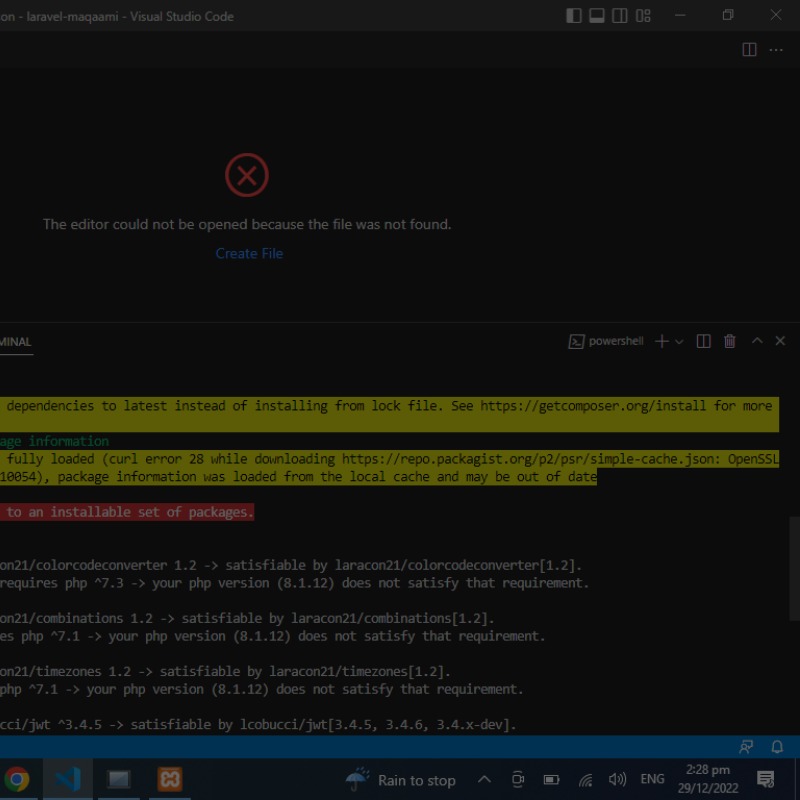 on - laravel-maqaami - Visual Studio Code
The editor could not be opened because the file was not found.
Create File
MINAL
powershell
dependencies to latest instead of installing from lock file. See https://getcomposer.org/install for more
age information
fully loaded (curl error 28 while downloading https://repo.packagist.org/p2/psr/simple-cache.json: OpenSSL
10054), package information was loaded from the local cache and may be out of date
to an installable set of packages.
on21/colorcodeconverter 1.2 -> satisfiable by laracon21/colorcodeconverter[1.2].
requires php ^7.3 -> your php version (8.1.12) does not satisfy that requirement.
on21/combinations 1.2 -> satisfiable by laracon21/combinations[1.2].
es php ^7.1 -> your php version (8.1.12) does not satisfy that requirement.
on21/timezones 1.2 -> satisfiable by laracon21/timezones[1.2].
php ^7.1 -> your php version (8.1.12) does not satisfy that requirement.
cci/jwt ^3.4.5 -> satisfiable by lcobucci/jwt[3.4.5, 3.4.6, 3.4.x-dev].
Rain to stop
ENG
2:28 pm
29/12/2022